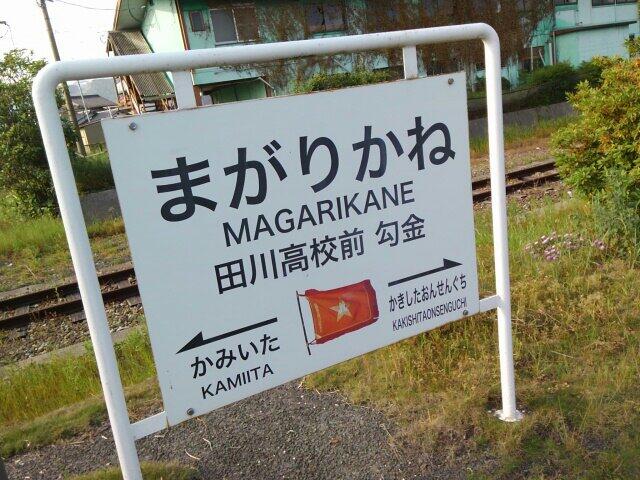 まがりかね
MAGARIKANE
田川高校前 勾金
かきしたおんせんぐち
KAKISHITAONSENGUCHI
かみいた
KAMIITA